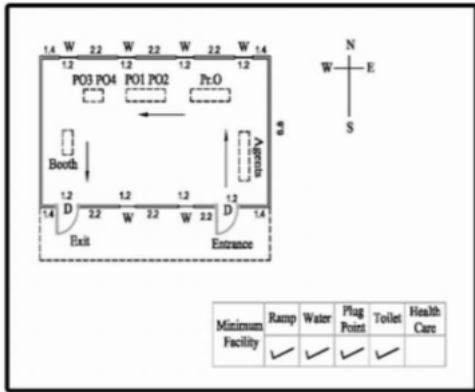 W W W W
1.4 2.2 2.2 2.2 1.4
1.2 1.2 1.2 1.2
PO3 PO4 PO1 PO2 Pr.O
N
W E
S
6.8
Agents
Booth
1.2 1.2 1.2 1.2
D D
1.4 2.2 W 2.2 W 2.2 1.4
Exit Entrance
Minimum Facility Ramp Water Plug Point Toilet Health Care